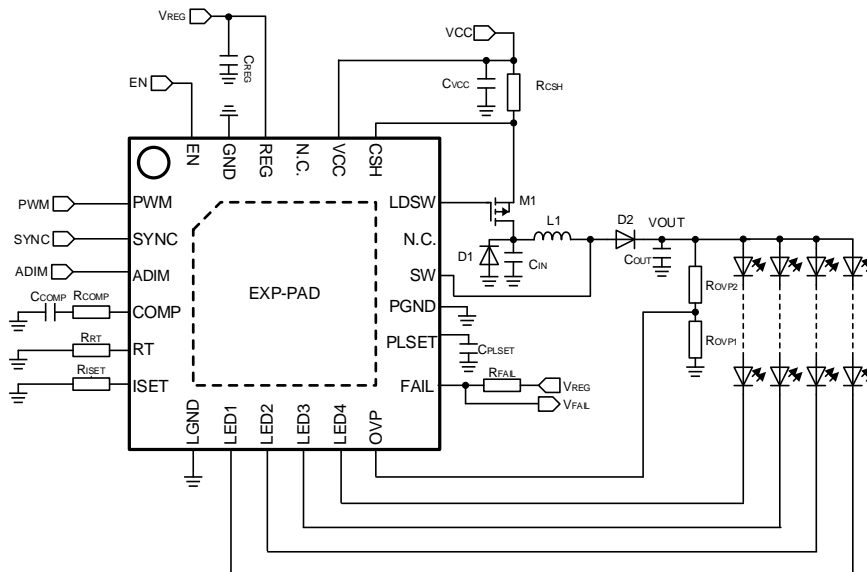 VREG
VCC
CREG
EN
CVCC
RCSH
EN
GND
REG
N.C.
VCC
CSH
PWM
PWM
LDSW
M1
SYNC
SYNC
N.C.
L1
D2
VOUT
D1
CIN
COUT
ADIM
ADIM
SW
ROVP2
CCOMP
RCOMP
COMP
EXP-PAD
PGND
RRT
RT
PLSET
CPLSET
ROVP1
RISET
ISET
FAIL
RFAIL
VREG
VFAIL
LGND
LED1
LED2
LED3
LED4
OVP